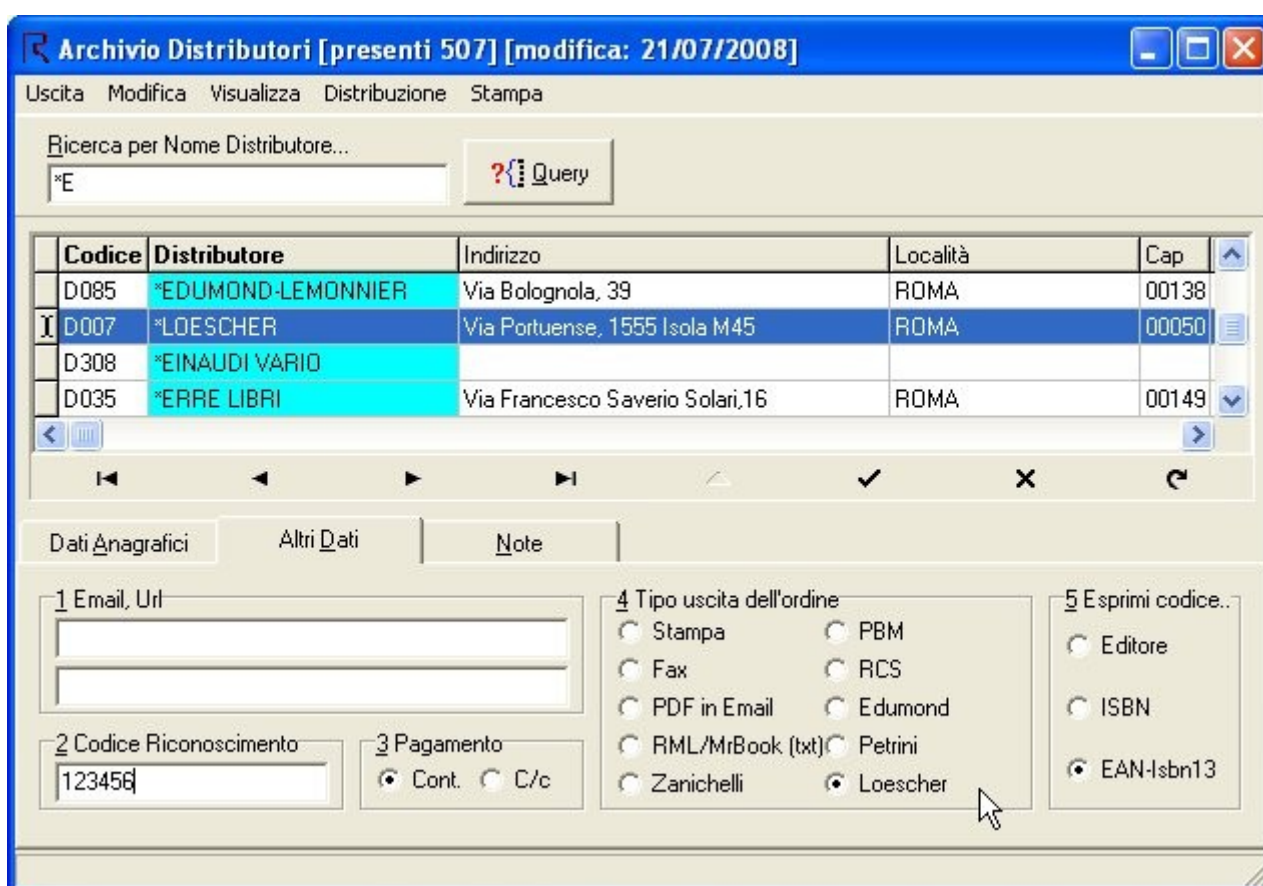 Archivio Distributori [presenti 507] [modifica: 21/07/2008]
Uscita Modifica Visualizza Distribuzione Stampa
Ricerca per Nome Distributore...
*E
?{ Query
Codice Distributore Indirizzo Località Cap
D085 *EDUMOND-LEMONNIER Via Bolognola, 39 ROMA 00138
D007 *LOESCHER Via Portuense, 1555 Isola M45 ROMA 00050
D308 *EINAUDI VARIO
D035 *ERRE LIBRI Via Francesco Saverio Solari,16 ROMA 00149
Dati Anagrafici Altri Dati Note
1 Email, Url
2 Codice Riconoscimento
123456
3 Pagamento
Cont. C/c
4 Tipo uscita dell'ordine
Stampa PBM
Fax RCS
PDF in Email Edumond
RML/MrBook (txt) Petrini
Zanichelli Loescher
5 Esprimi codice..
Editore
ISBN
EAN-Isbn13